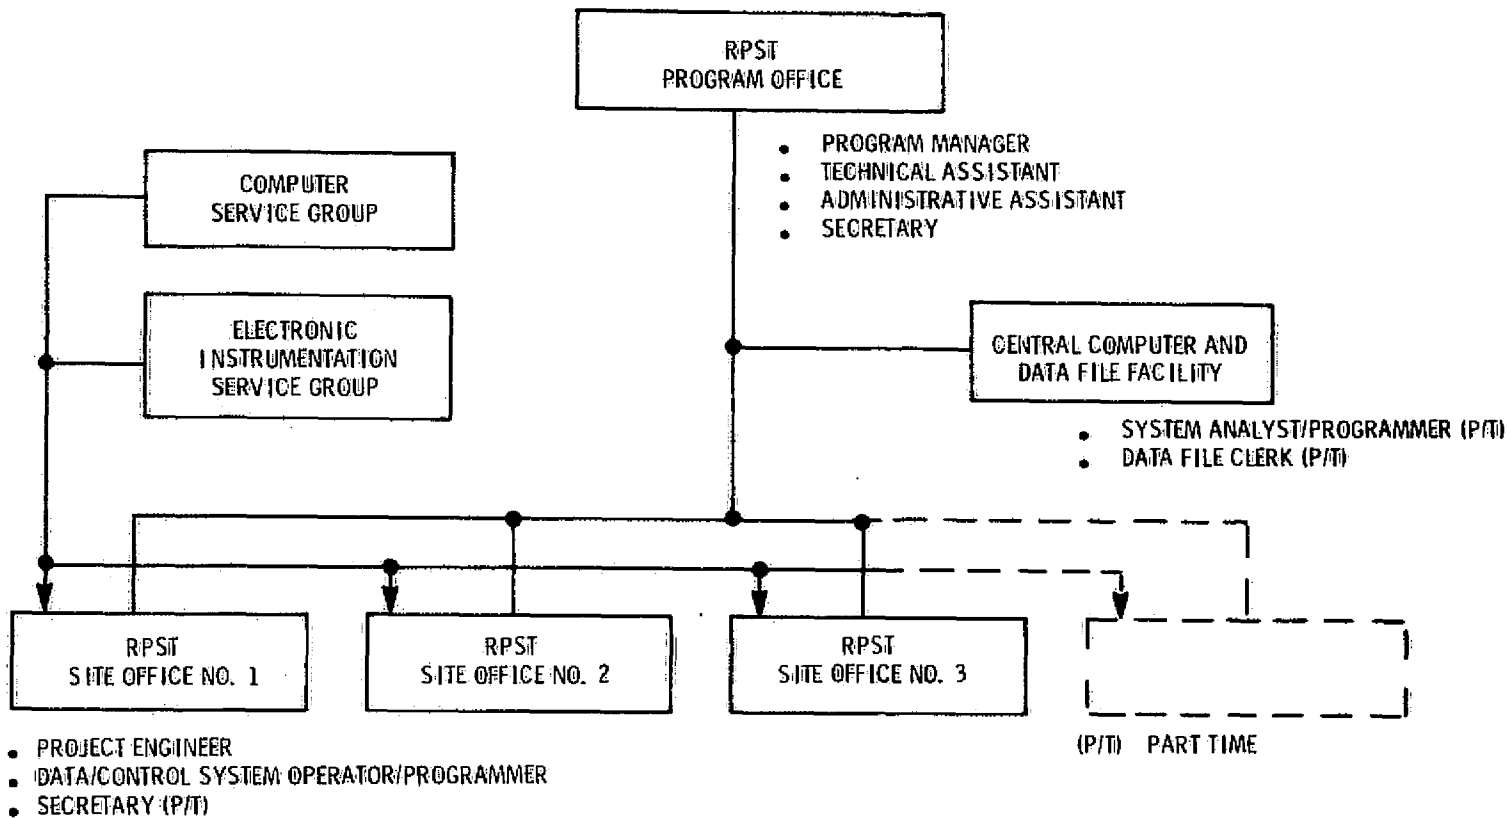 RPST
PROGRAM OFFICE
• PROGRAM MANAGER
• TECHNICAL ASSISTANT
• ADMINISTRATIVE ASSISTANT
• SECRETARY
COMPUTER
SERVICE GROUP
ELECTRONIC
INSTRUMENTATION
SERVICE GROUP
CENTRAL COMPUTER AND
DATA FILE FACILITY
• SYSTEM ANALYST/PROGRAMMER (P/T)
• DATA FILE CLERK (P/T)
RPST
SITE OFFICE NO. 1
RPST
SITE OFFICE NO. 2
RPST
SITE OFFICE NO. 3
• PROJECT ENGINEER
• DATA/CONTROL SYSTEM OPERATOR/PROGRAMMER
• SECRETARY (P/T)
(P/T) PART TIME